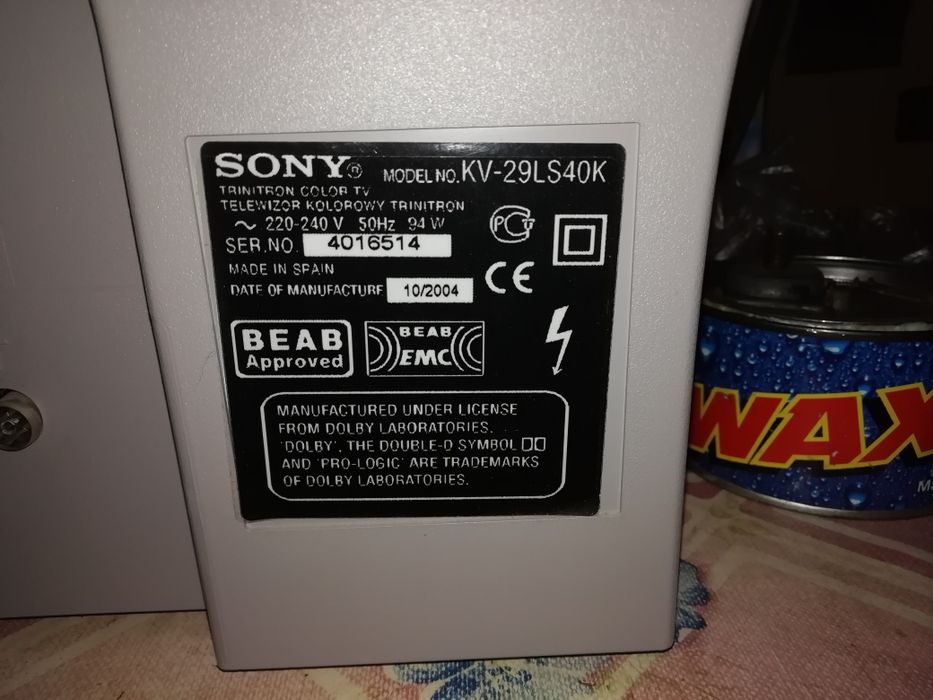 SONY® MODEL NO. KV-29LS40K
TRINITRON COLOR TV
TELEWIZOR KOLOROWY TRINITRON
~ 220-240 V 50Hz 94 W
SER.NO. 4016514
MADE IN SPAIN
DATE OF MANUFACTURE 10/2004
CE
BEAB
Approved
BEAB
EMC
MANUFACTURED UNDER LICENSE
FROM DOLBY LABORATORIES.
"DOLBY", THE DOUBLE-D SYMBOL
AND "PRO-LOGIC" ARE TRADEMARKS
OF DOLBY LABORATORIES.
WAX